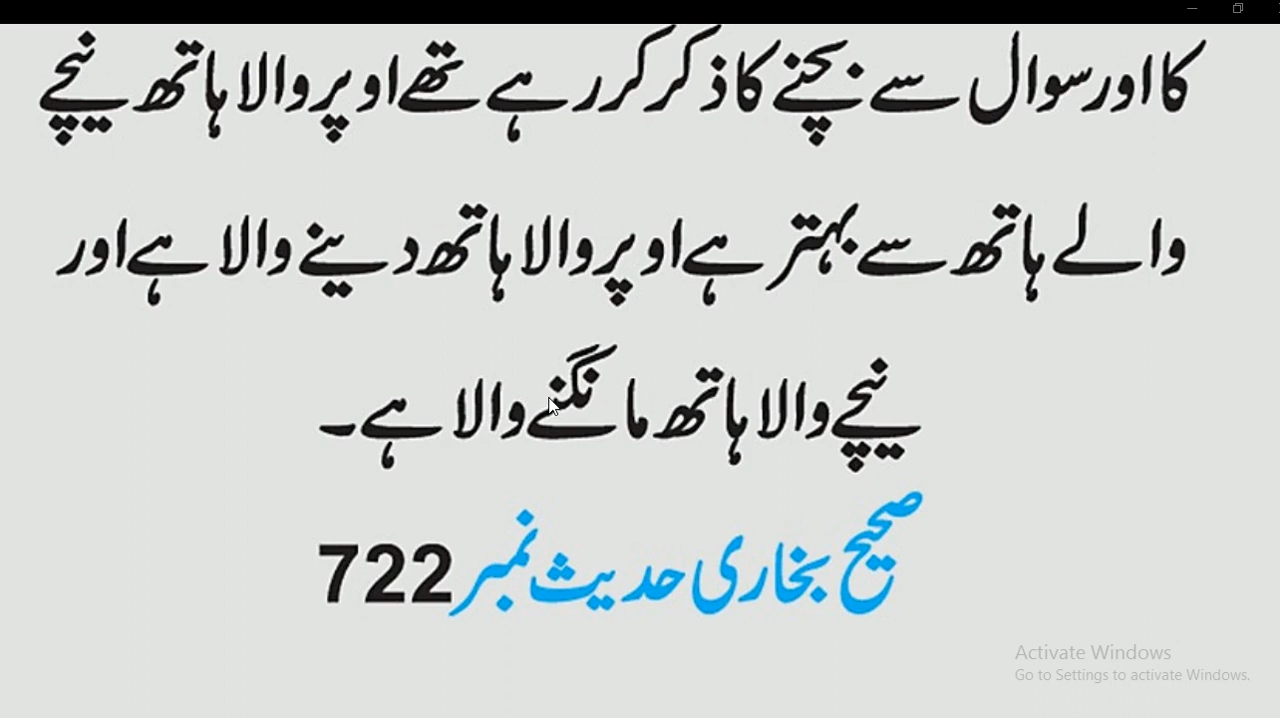 کا اور سوال سے بچنے کا ذکر کر رہے تھے اوپر والا ہاتھ نیچے
والے ہاتھ سے بہتر ہے اوپر والا ہاتھ دینے والا ہے اور
نیچے والا ہاتھ مانگنے والا ہے۔
صحیح بخاری حدیث نمبر 722
Activate Windows
Go to Settings to activate Windows.